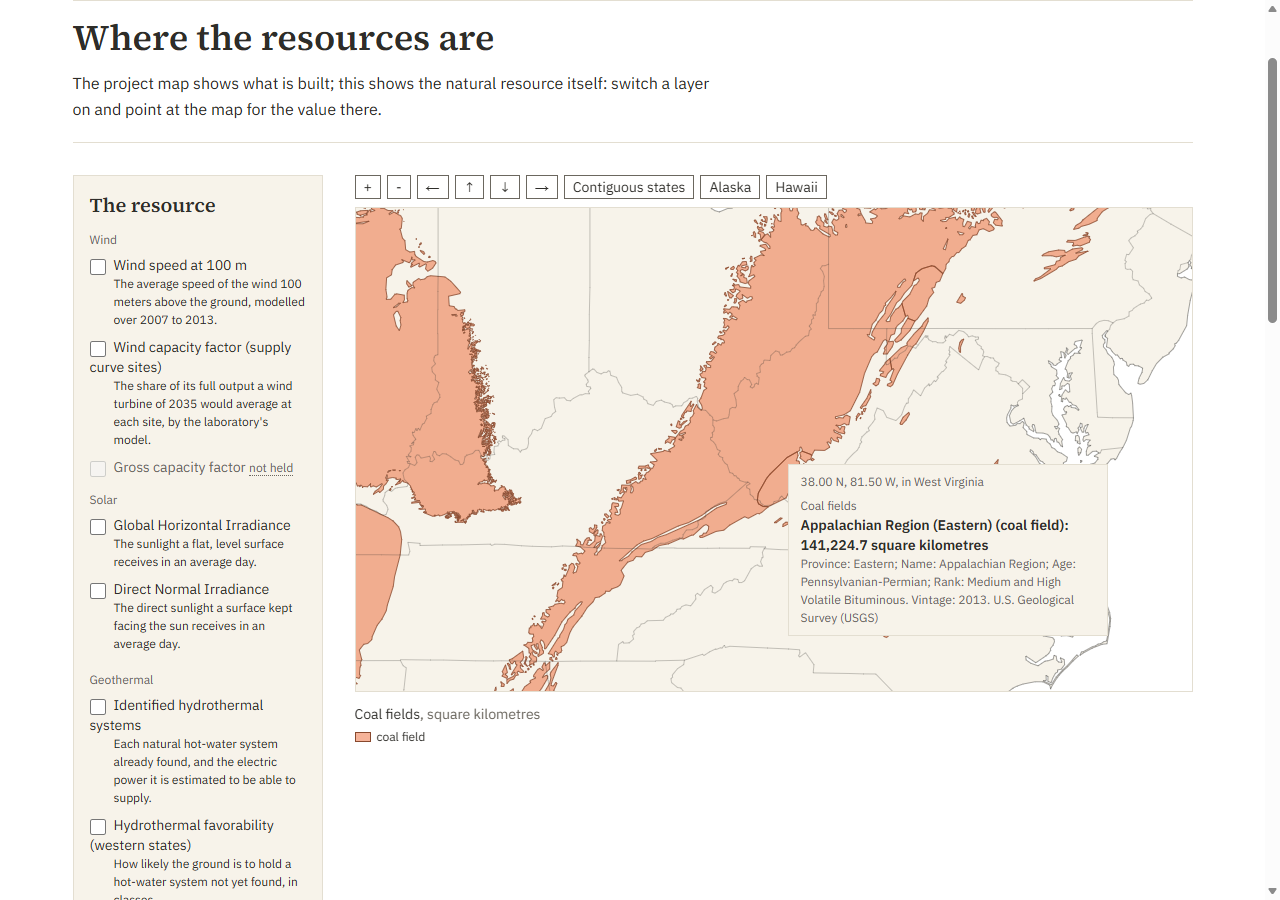 Where the resources are
The project map shows what is built; this shows the natural resource itself: switch a layer
on and point at the map for the value there.
The resource
Wind
Wind speed at 100 m
The average speed of the wind 100
meters above the ground, modelled
over 2007 to 2013.
Wind capacity factor (supply
curve sites)
The share of its full output a wind
turbine of 2035 would average at
each site, by the laboratory's
model.
Gross capacity factor not held
Solar
Global Horizontal Irradiance
The sunlight a flat, level surface
receives in an average day.
Direct Normal Irradiance
The direct sunlight a surface kept
facing the sun receives in an
average day.
Geothermal
Identified hydrothermal
systems
Each natural hot-water system
already found, and the electric
power it is estimated to be able to
supply.
Hydrothermal favorability
(western states)
How likely the ground is to hold a
hot-water system not yet found, in
classes.
+ - ← ↑ ↓ → Contiguous states Alaska Hawaii
38.00 N, 81.50 W, in West Virginia
Coal fields
Appalachian Region (Eastern) (coal field):
141,224.7 square kilometres
Province: Eastern; Name: Appalachian Region; Age:
Pennsylvanian-Permian; Rank: Medium and High
Volatile Bituminous. Vintage: 2013. U.S. Geological
Survey (USGS)
Coal fields, square kilometres
coal field